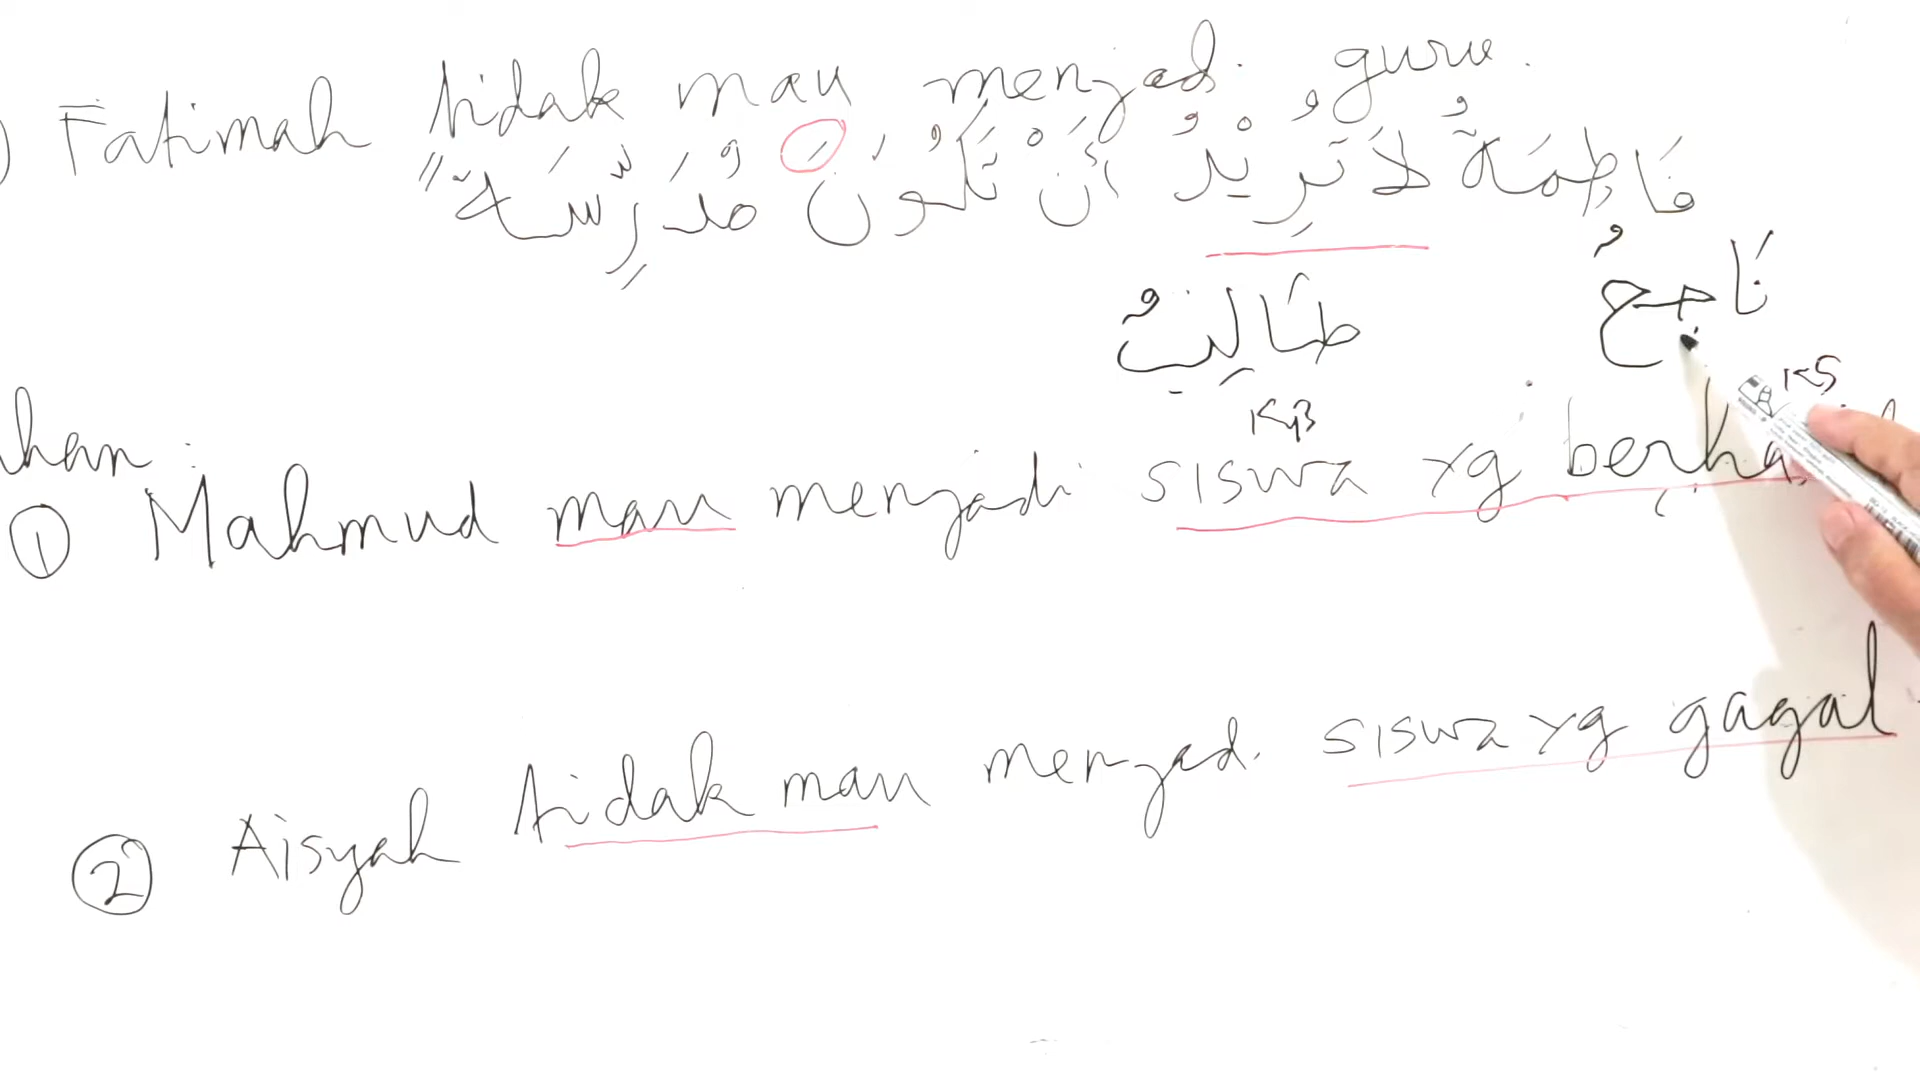 ) Fatimah tidak mau menjadi guru.
فَاطِمَةُ لَا تَرِيْدُ أَنْ تَكُوْنَ مُدَرِّسَةً
طَالِبٌ نَاجِحٌ
KB KS
han :
① Mahmud mau menjadi siswa yg berha
② Aisyah tidak mau menjadi siswa yg gagal